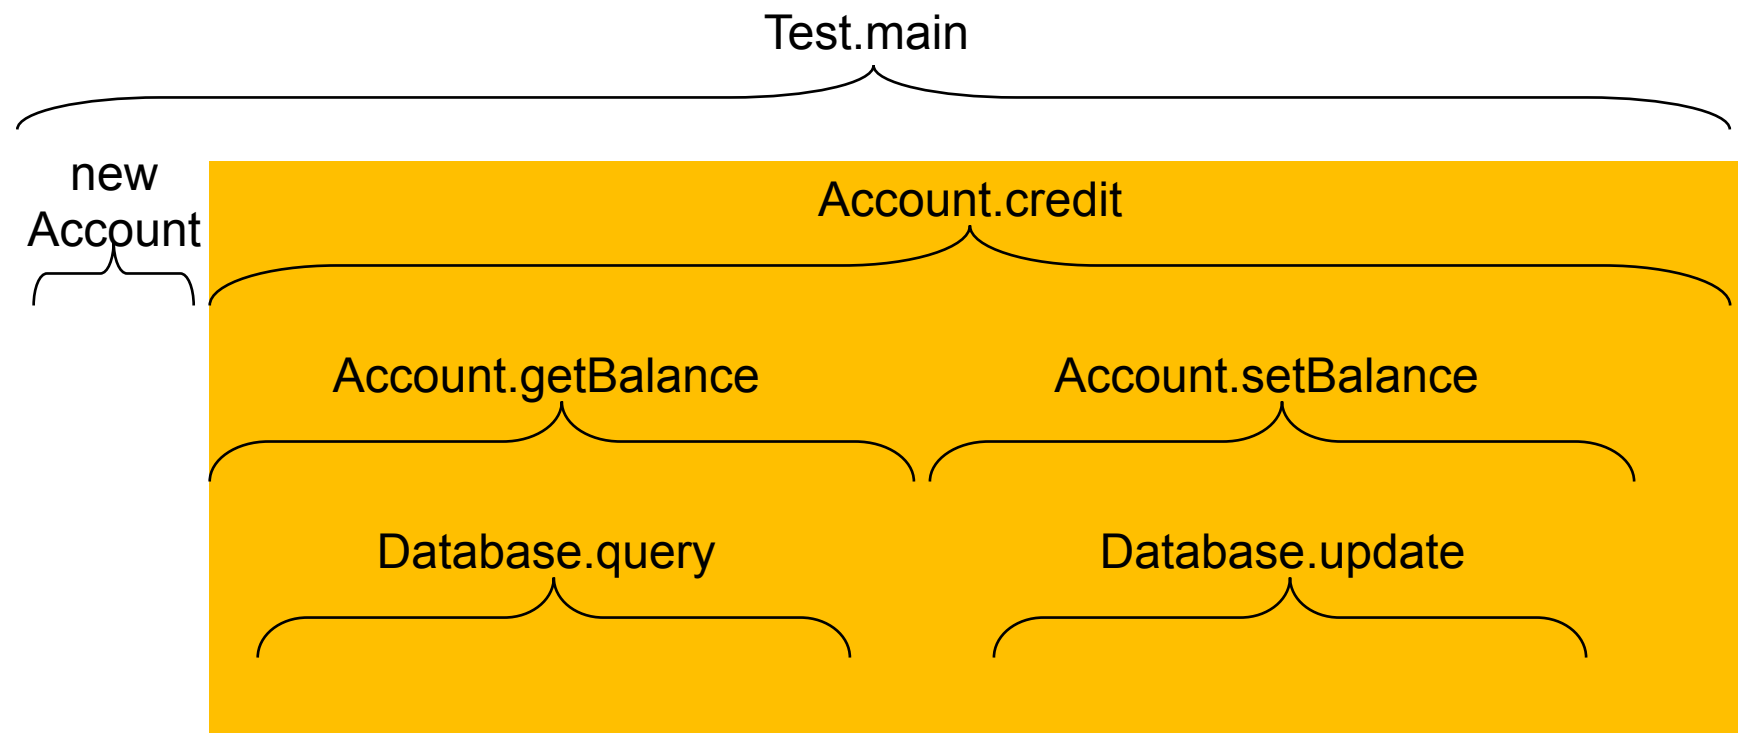 Test.main
new
Account
Account.credit
Account.getBalance
Account.setBalance
Database.query
Database.update